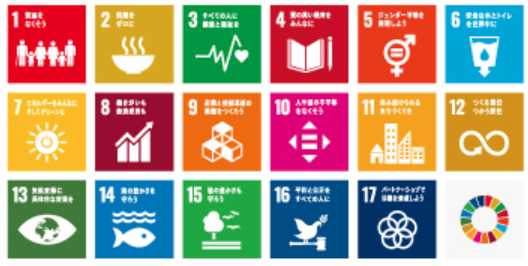 1 貧困を
なくそう
2 飢餓を
ゼロに
3 すべての人に
健康と福祉を
4 質の高い教育を
みんなに
5 ジェンダー平等を
実現しよう
6 安全な水とトイレ
を世界中に
7 エネルギーをみんなに
そしてクリーンに
8 働きがいも
経済成長も
9 産業と技術革新の
基盤をつくろう
10 人や国の不平等
をなくそう
11 住み続けられる
まちづくりを
12 つくる責任
つかう責任
13 気候変動に
具体的な対策を
14 海の豊かさを
守ろう
15 陸の豊かさも
守ろう
16 平和と公正を
すべての人に
17 パートナーシップで
目標を達成しよう